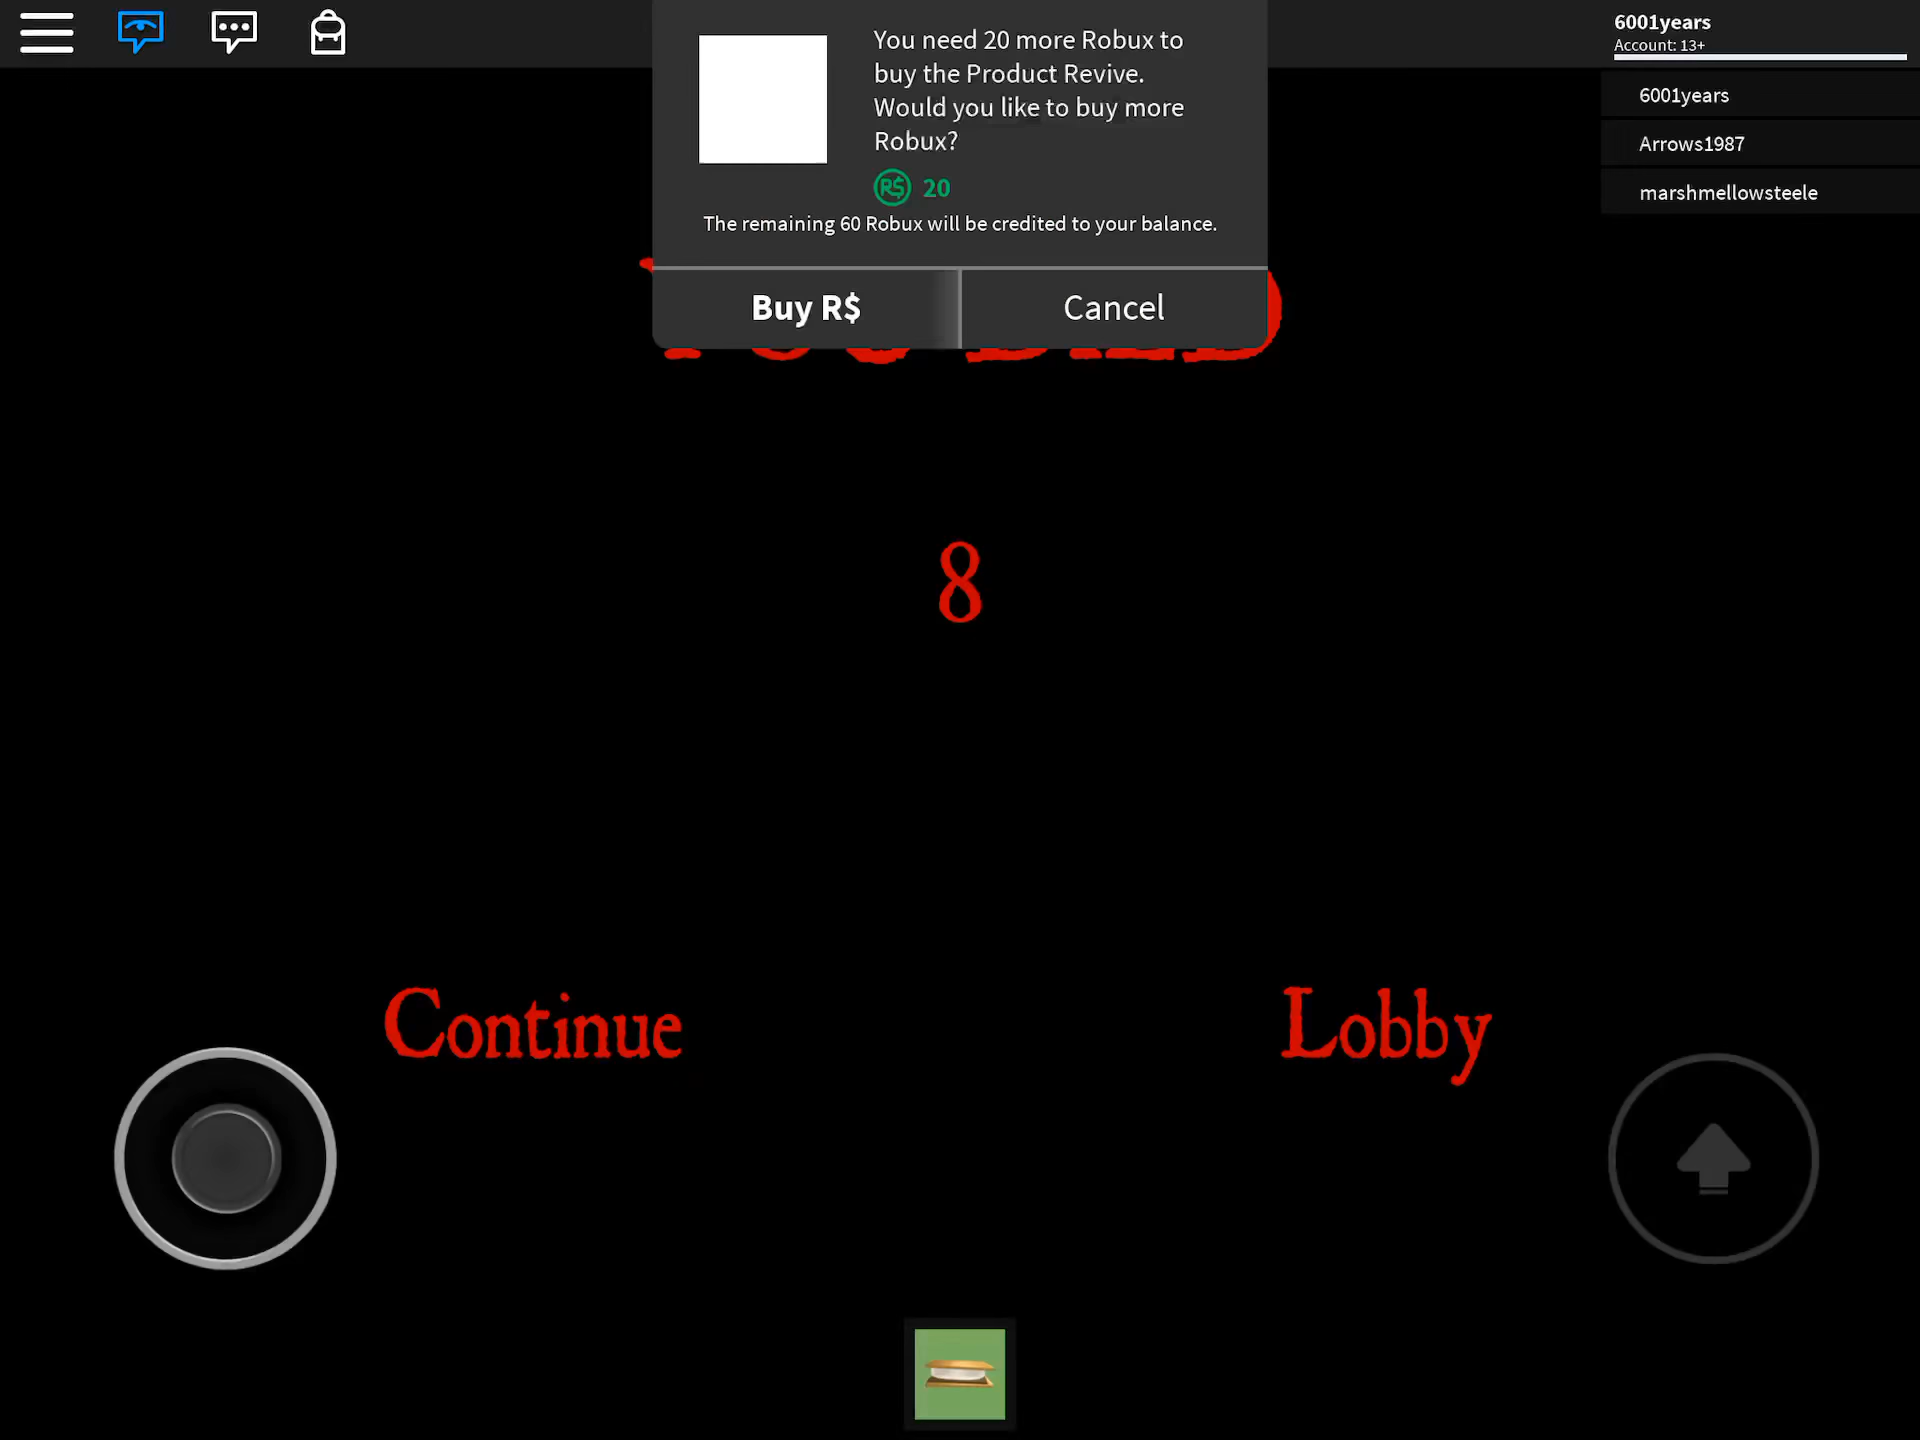 6001years
Account: 13+
6001years
Arrows1987
marshmellowsteele
You need 20 more Robux to
buy the Product Revive.
Would you like to buy more
Robux?
R$ 20
The remaining 60 Robux will be credited to your balance.
Buy R$
Cancel
8
Continue
Lobby